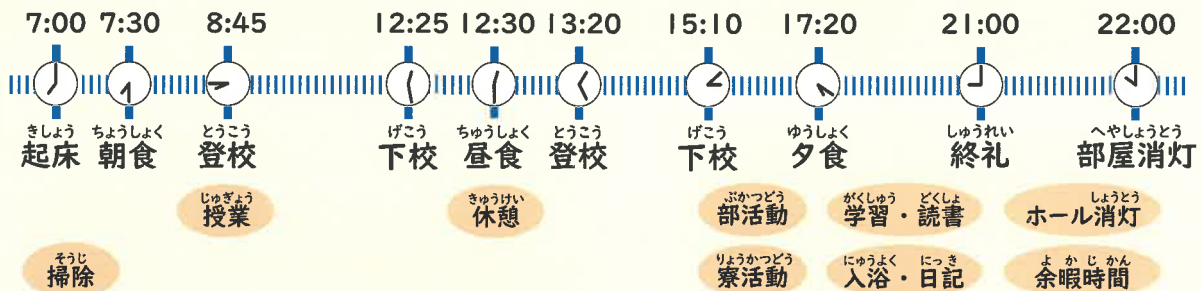 7:00 7:30 8:45 12:25 12:30 13:20 15:10 17:20 21:00 22:00
きしょう ちょうしょく とうこう げこう ちゅうしょく とうこう げこう ゆうしょく しゅうれい へやしょうとう
起床 朝食 登校 下校 昼食 登校 下校 夕食 終礼 部屋消灯
じゅぎょう きゅうけい ぶかつどう がくしゅう どくしょ しょうとう
授業 休憩 部活動 学習・読書 ホール消灯
そうじ りょうかつどう にゅうよく にっき よかじかん
掃除 寮活動 入浴・日記 余暇時間